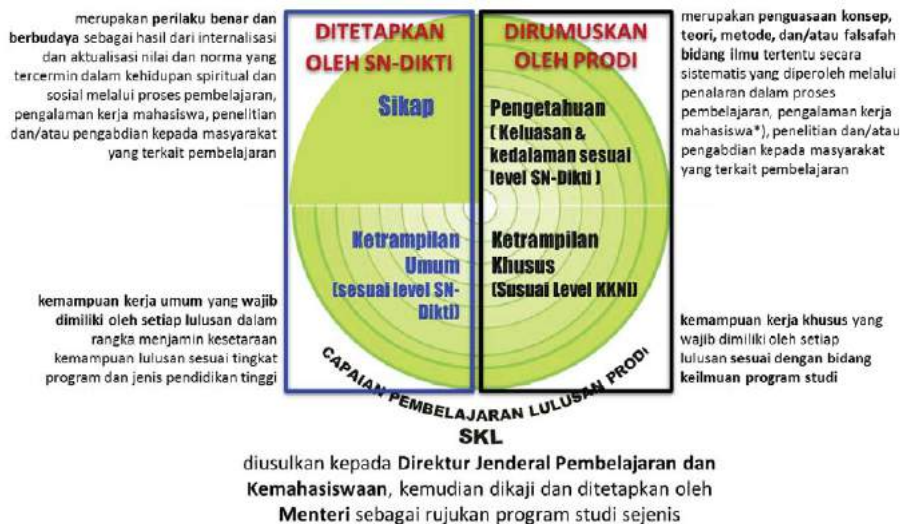 merupakan perilaku benar dan
berbudaya sebagai hasil dari internalisasi
dan aktualisasi nilai dan norma yang
tercermin dalam kehidupan spiritual dan
sosial melalui proses pembelajaran,
pengalaman kerja mahasiswa, penelitian
dan/atau pengabdian kepada masyarakat
yang terkait pembelajaran
DITETAPKAN
OLEH SN-DIKTI
Sikap
DIRUMUSKAN
OLEH PRODI
Pengetahuan
( Keluasan &
kedalaman sesuai
level SN-Dikti )
merupakan penguasaan konsep,
teori, metode, dan/atau falsafah
bidang ilmu tertentu secara
sistematis yang diperoleh melalui
penalaran dalam proses
pembelajaran, pengalaman kerja
mahasiswa*), penelitian dan/atau
pengabdian kepada masyarakat
yang terkait pembelajaran
kemampuan kerja umum yang wajib
dimiliki oleh setiap lulusan dalam
rangka menjamin kesetaraan
kemampuan lulusan sesuai tingkat
program dan jenis pendidikan tinggi
Ketrampilan
Umum
(sesuai level SN-
Dikti)
Ketrampilan
Khusus
(Susuai Level KKNI)
kemampuan kerja khusus yang
wajib dimiliki oleh setiap
lulusan sesuai dengan bidang
keilmuan program studi
CAPAIAN PEMBELAJARAN LULUSAN PRODI
SKL
diusulkan kepada Direktur Jenderal Pembelajaran dan
Kemahasiswaan, kemudian dikaji dan ditetapkan oleh
Menteri sebagai rujukan program studi sejenis